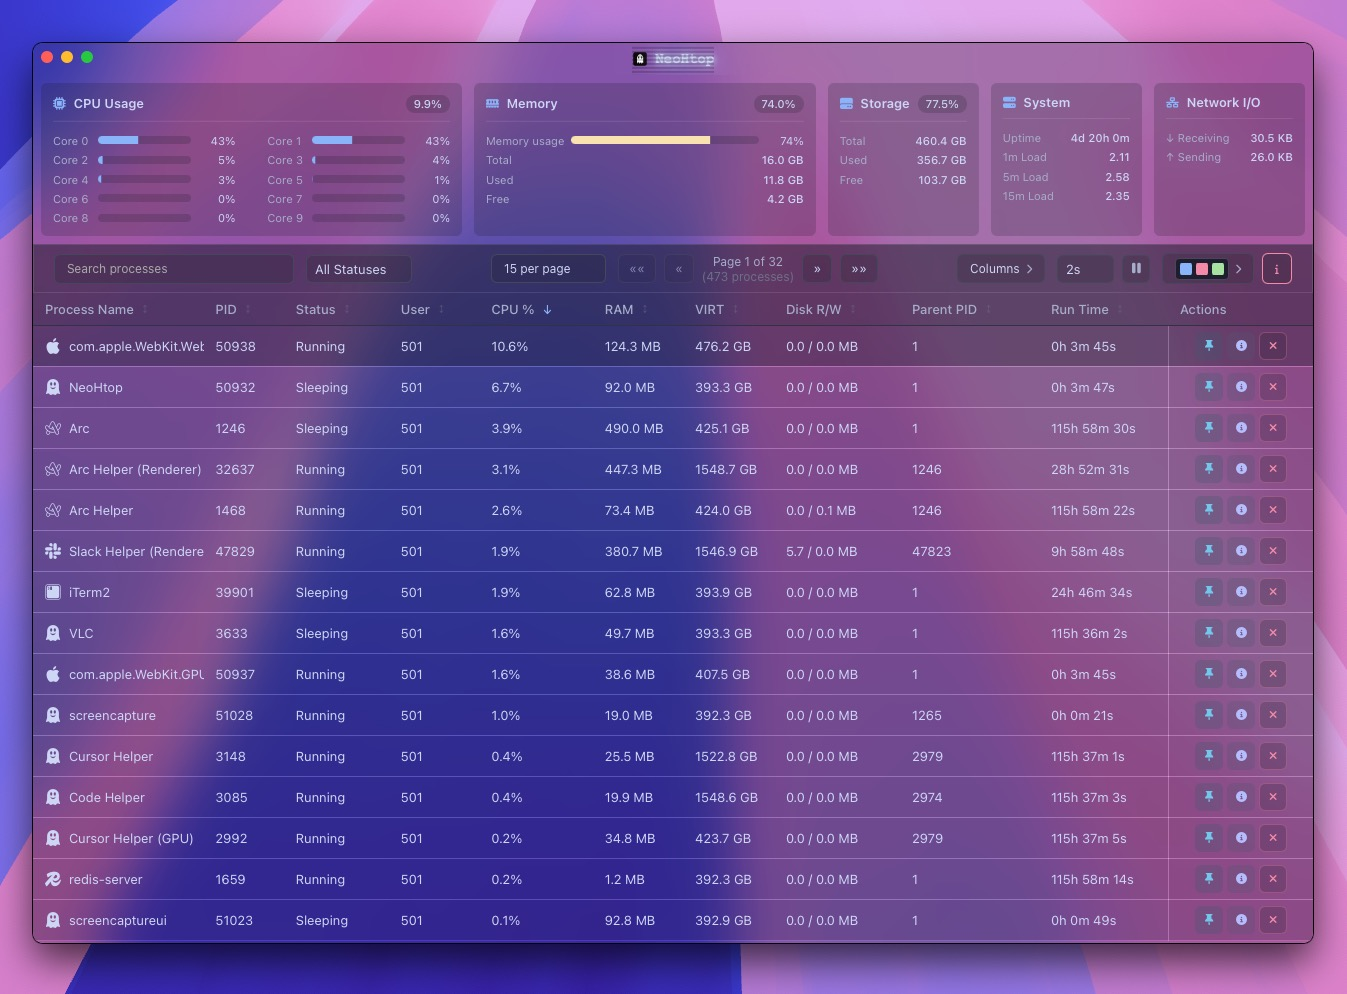 NeoHtop
CPU Usage 9.9%
Core 0 43% Core 1 43%
Core 2 5% Core 3 4%
Core 4 3% Core 5 1%
Core 6 0% Core 7 0%
Core 8 0% Core 9 0%
Memory 74.0%
Memory usage 74%
Total 16.0 GB
Used 11.8 GB
Free 4.2 GB
Storage 77.5%
Total 460.4 GB
Used 356.7 GB
Free 103.7 GB
System
Uptime 4d 20h 0m
1m Load 2.11
5m Load 2.58
15m Load 2.35
Network I/O
↓ Receiving 30.5 KB
↑ Sending 26.0 KB
Search processes All Statuses 15 per page «« « Page 1 of 32 » »» Columns 2s
(473 processes)
Process Name PID Status User CPU % ↓ RAM VIRT Disk R/W Parent PID Run Time Actions
com.apple.WebKit.Wet 50938 Running 501 10.6% 124.3 MB 476.2 GB 0.0 / 0.0 MB 1 0h 3m 45s
NeoHtop 50932 Sleeping 501 6.7% 92.0 MB 393.3 GB 0.0 / 0.0 MB 1 0h 3m 47s
Arc 1246 Sleeping 501 3.9% 490.0 MB 425.1 GB 0.0 / 0.0 MB 1 115h 58m 30s
Arc Helper (Renderer) 32637 Running 501 3.1% 447.3 MB 1548.7 GB 0.0 / 0.0 MB 1246 28h 52m 31s
Arc Helper 1468 Running 501 2.6% 73.4 MB 424.0 GB 0.0 / 0.1 MB 1246 115h 58m 22s
Slack Helper (Rendere 47829 Running 501 1.9% 380.7 MB 1546.9 GB 5.7 / 0.0 MB 47823 9h 58m 48s
iTerm2 39901 Sleeping 501 1.9% 62.8 MB 393.9 GB 0.0 / 0.0 MB 1 24h 46m 34s
VLC 3633 Sleeping 501 1.6% 49.7 MB 393.3 GB 0.0 / 0.0 MB 1 115h 36m 2s
com.apple.WebKit.GPU 50937 Running 501 1.6% 38.6 MB 407.5 GB 0.0 / 0.0 MB 1 0h 3m 45s
screencapture 51028 Running 501 1.0% 19.0 MB 392.3 GB 0.0 / 0.0 MB 1265 0h 0m 21s
Cursor Helper 3148 Running 501 0.4% 25.5 MB 1522.8 GB 0.0 / 0.0 MB 2979 115h 37m 1s
Code Helper 3085 Running 501 0.4% 19.9 MB 1548.6 GB 0.0 / 0.0 MB 2974 115h 37m 3s
Cursor Helper (GPU) 2992 Running 501 0.2% 34.8 MB 423.7 GB 0.0 / 0.0 MB 2979 115h 37m 5s
redis-server 1659 Running 501 0.2% 1.2 MB 392.3 GB 0.0 / 0.0 MB 1 115h 58m 14s
screencaptureui 51023 Sleeping 501 0.1% 92.8 MB 392.9 GB 0.0 / 0.0 MB 1 0h 0m 49s